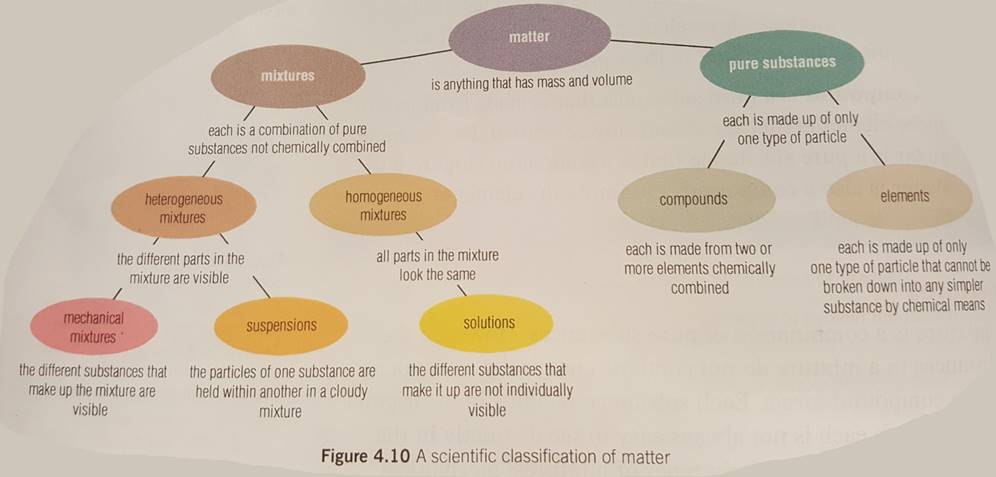 matter
is anything that has mass and volume
mixtures
pure substances
each is a combination of pure
substances not chemically combined
each is made up of only
one type of particle
heterogeneous
mixtures
homogeneous
mixtures
compounds
elements
the different parts in the
mixture are visible
all parts in the mixture
look the same
each is made from two or
more elements chemically
combined
each is made up of only
one type of particle that cannot be
broken down into any simpler
substance by chemical means
mechanical
mixtures
suspensions
solutions
the different substances that
make up the mixture are
visible
the particles of one substance are
held within another in a cloudy
mixture
the different substances that
make it up are not individually
visible
Figure 4.10 A scientific classification of matter